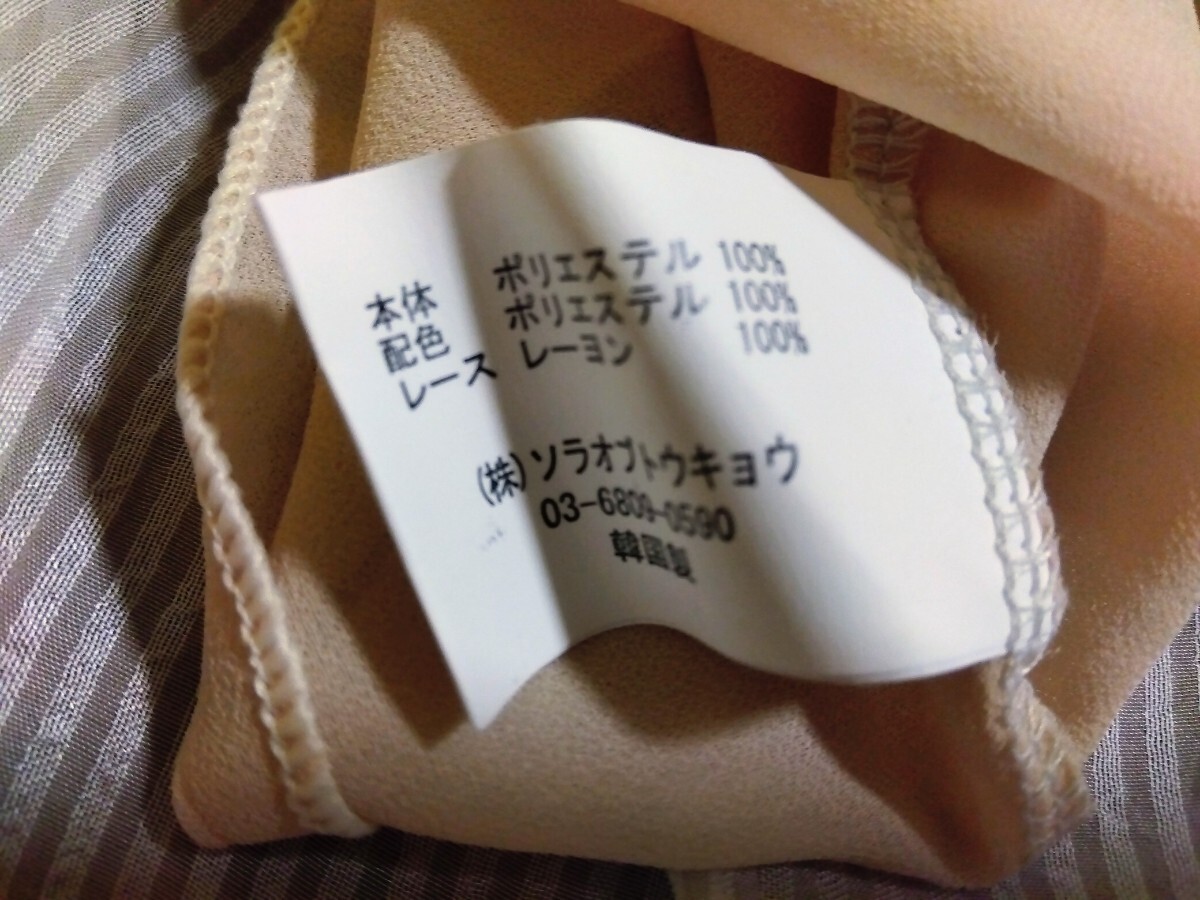 本体 ポリエステル 100%
配色 ポリエステル 100%
レース レーヨン 100%
(株)ソラオブトウキョウ
03-6809-0590
韓国製